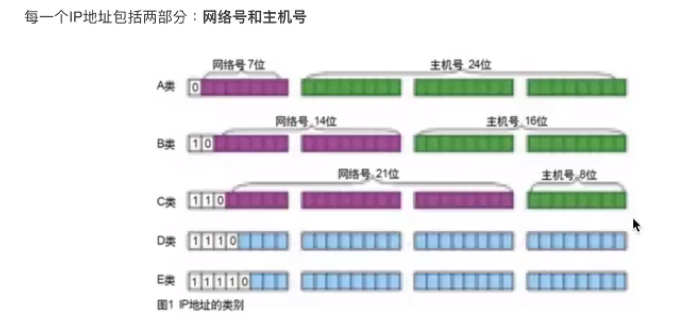 每一个IP地址包括两部分：网络号和主机号
网络号 7位 主机号 24位
A类 0
网络号 14位 主机号 16位
B类 1 0
网络号 21位 主机号 8位
C类 1 1 0
D类 1 1 1 0
E类 1 1 1 1 0
图1 IP地址的类别